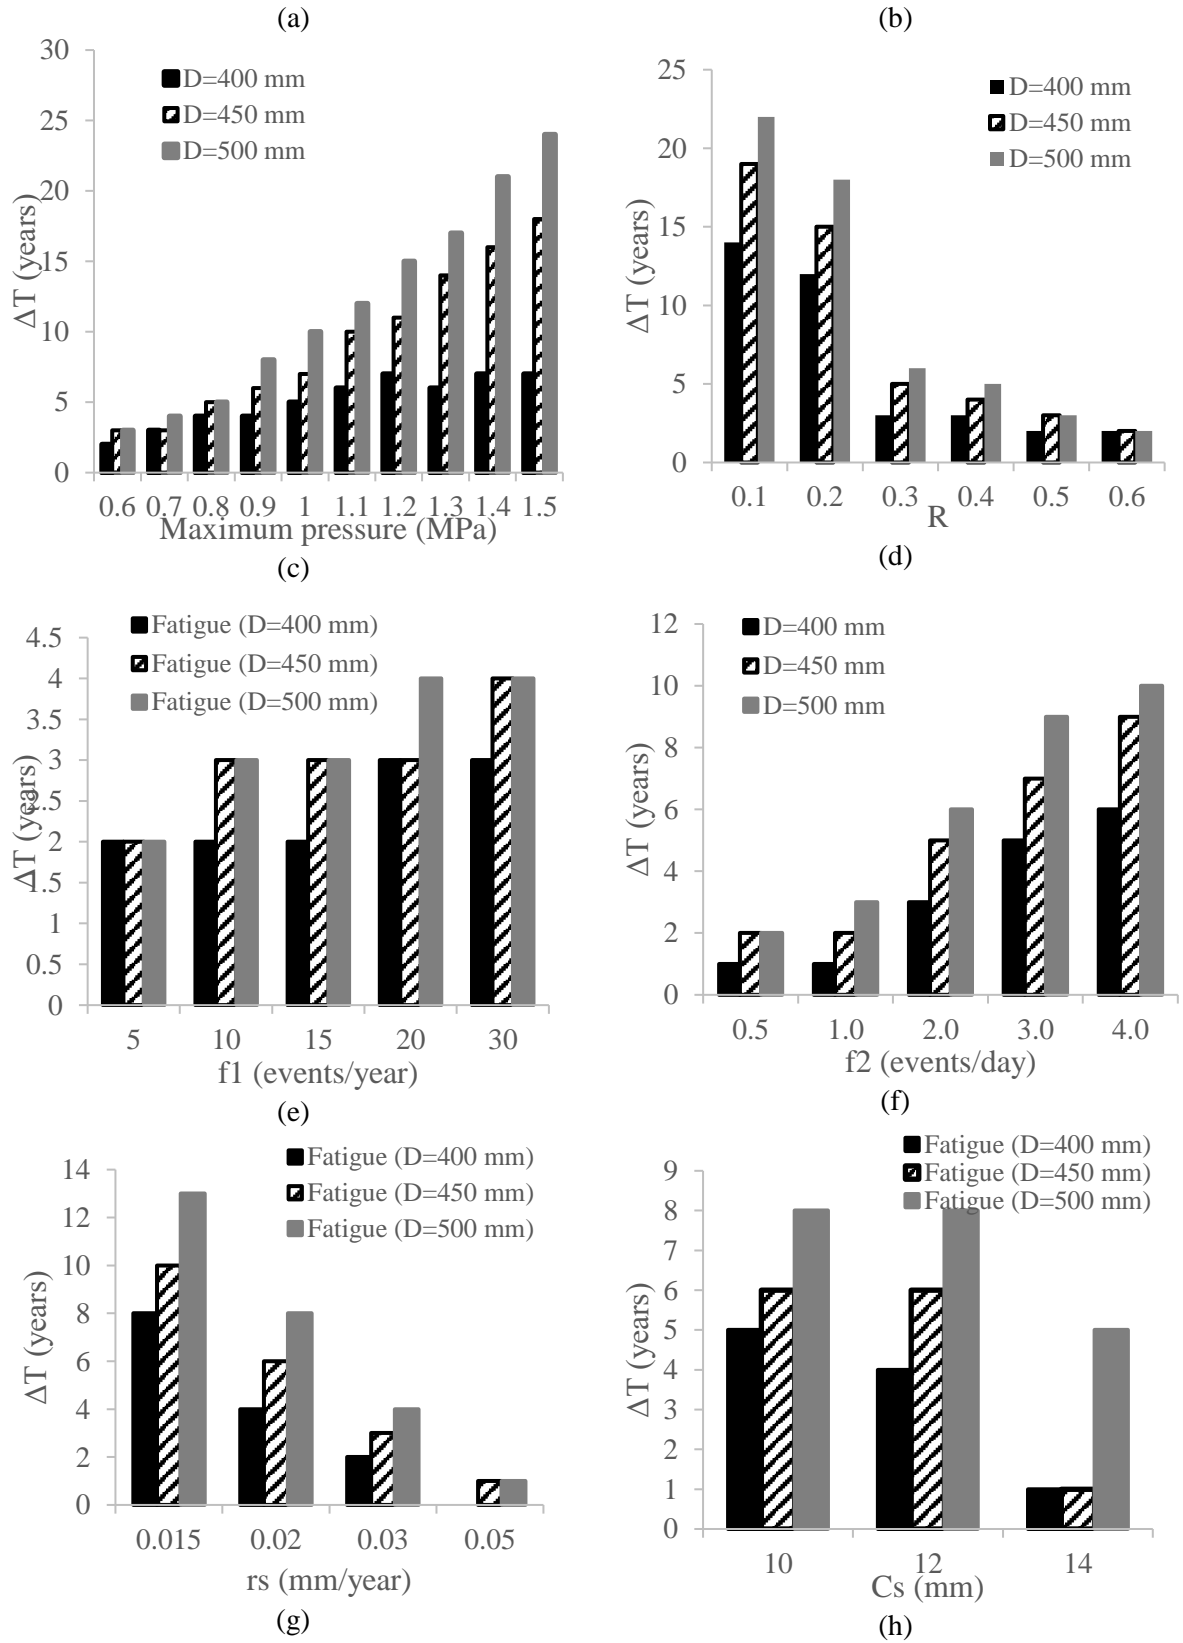 (a)
(b)
30
25
20
15
10
5
0
ΔT (years)
D=400 mm
D=450 mm
D=500 mm
0.6 0.7 0.8 0.9 1 1.1 1.2 1.3 1.4 1.5
Maximum pressure (MPa)
(c)
25
20
15
10
5
0
ΔT (years)
D=400 mm
D=450 mm
D=500 mm
0.1 0.2 0.3 0.4 0.5 0.6
R
(d)
Fatigue (D=400 mm)
Fatigue (D=450 mm)
Fatigue (D=500 mm)
4.5
4
3.5
3
2.5
2
1.5
1
0.5
0
ΔT (years)
5 10 15 20 30
f1 (events/year)
(e)
12
10
8
6
4
2
0
ΔT (years)
D=400 mm
D=450 mm
D=500 mm
0.5 1.0 2.0 3.0 4.0
f2 (events/day)
(f)
Fatigue (D=400 mm)
Fatigue (D=450 mm)
Fatigue (D=500 mm)
14
12
10
8
6
4
2
0
ΔT (years)
0.015 0.02 0.03 0.05
rs (mm/year)
(g)
Fatigue (D=400 mm)
Fatigue (D=450 mm)
Fatigue (D=500 mm)
9
8
7
6
5
4
3
2
1
0
ΔT (years)
10 12 14
Cs (mm)
(h)